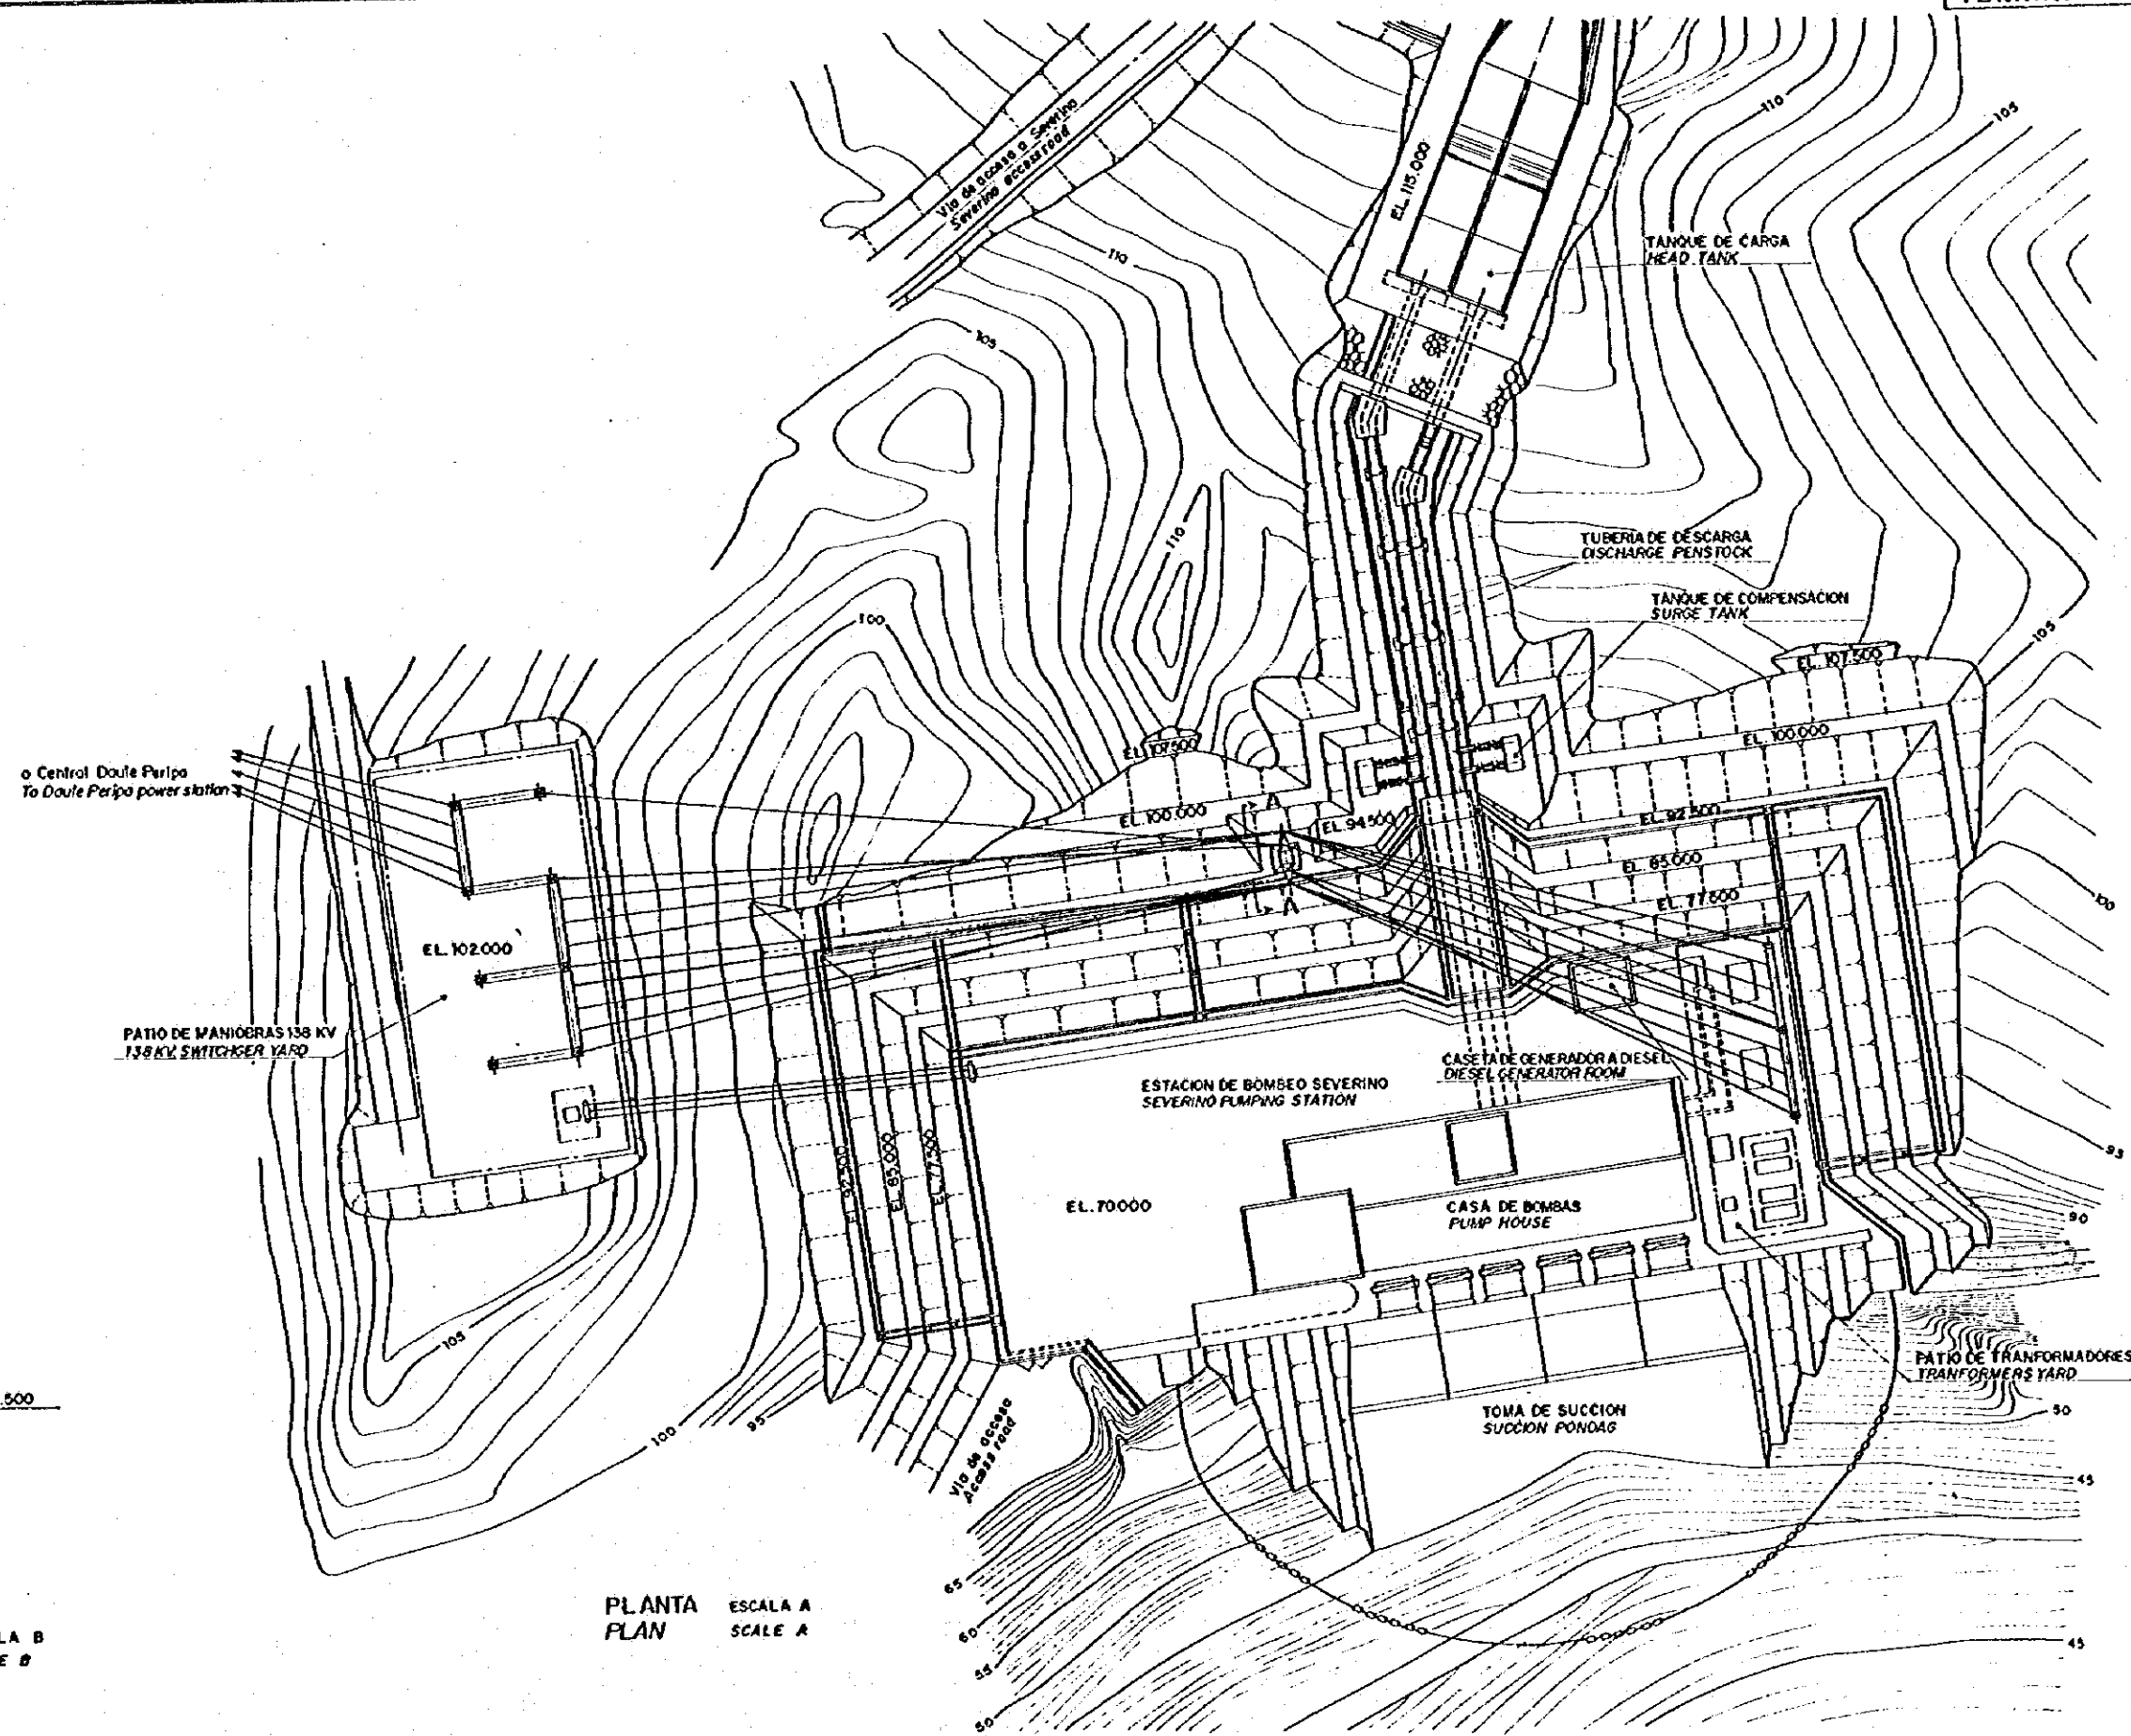 110
105
Via de acceso a Severino
Severino access road
EL. 115.000
110
TANQUE DE CARGA
HEAD TANK
105
110
TUBERIA DE DESCARGA
DISCHARGE PENSTOCK
TANQUE DE COMPENSACION
SURGE TANK
100
105
EL. 107.500
EL. 107.500
EL. 100.000
a Central Daule Peripa
To Daule Peripa power station
EL. 100.000
A
EL. 94.500
EL. 92.500
EL. 85.000
EL. 77.500
A
100
EL. 102.000
PATIO DE MANIOBRAS 138 KV
138 KV. SWITCHGER YARD
CASETA DE GENERADOR A DIESEL
DIESEL GENERATOR ROOM
ESTACION DE BOMBEO SEVERINO
SEVERINO PUMPING STATION
EL. 92.500
EL. 85.000
EL. 77.500
95
EL. 70.000
CASA DE BOMBAS
PUMP HOUSE
90
105
PATIO DE TRANFORMADORES
TRANFORMERS YARD
.500
100
95
Via de acceso
Access road
TOMA DE SUCCION
SUCCION PONDAG
50
45
65
PLANTA ESCALA A
PLAN SCALE A
60
LA B
E B
55
45
50